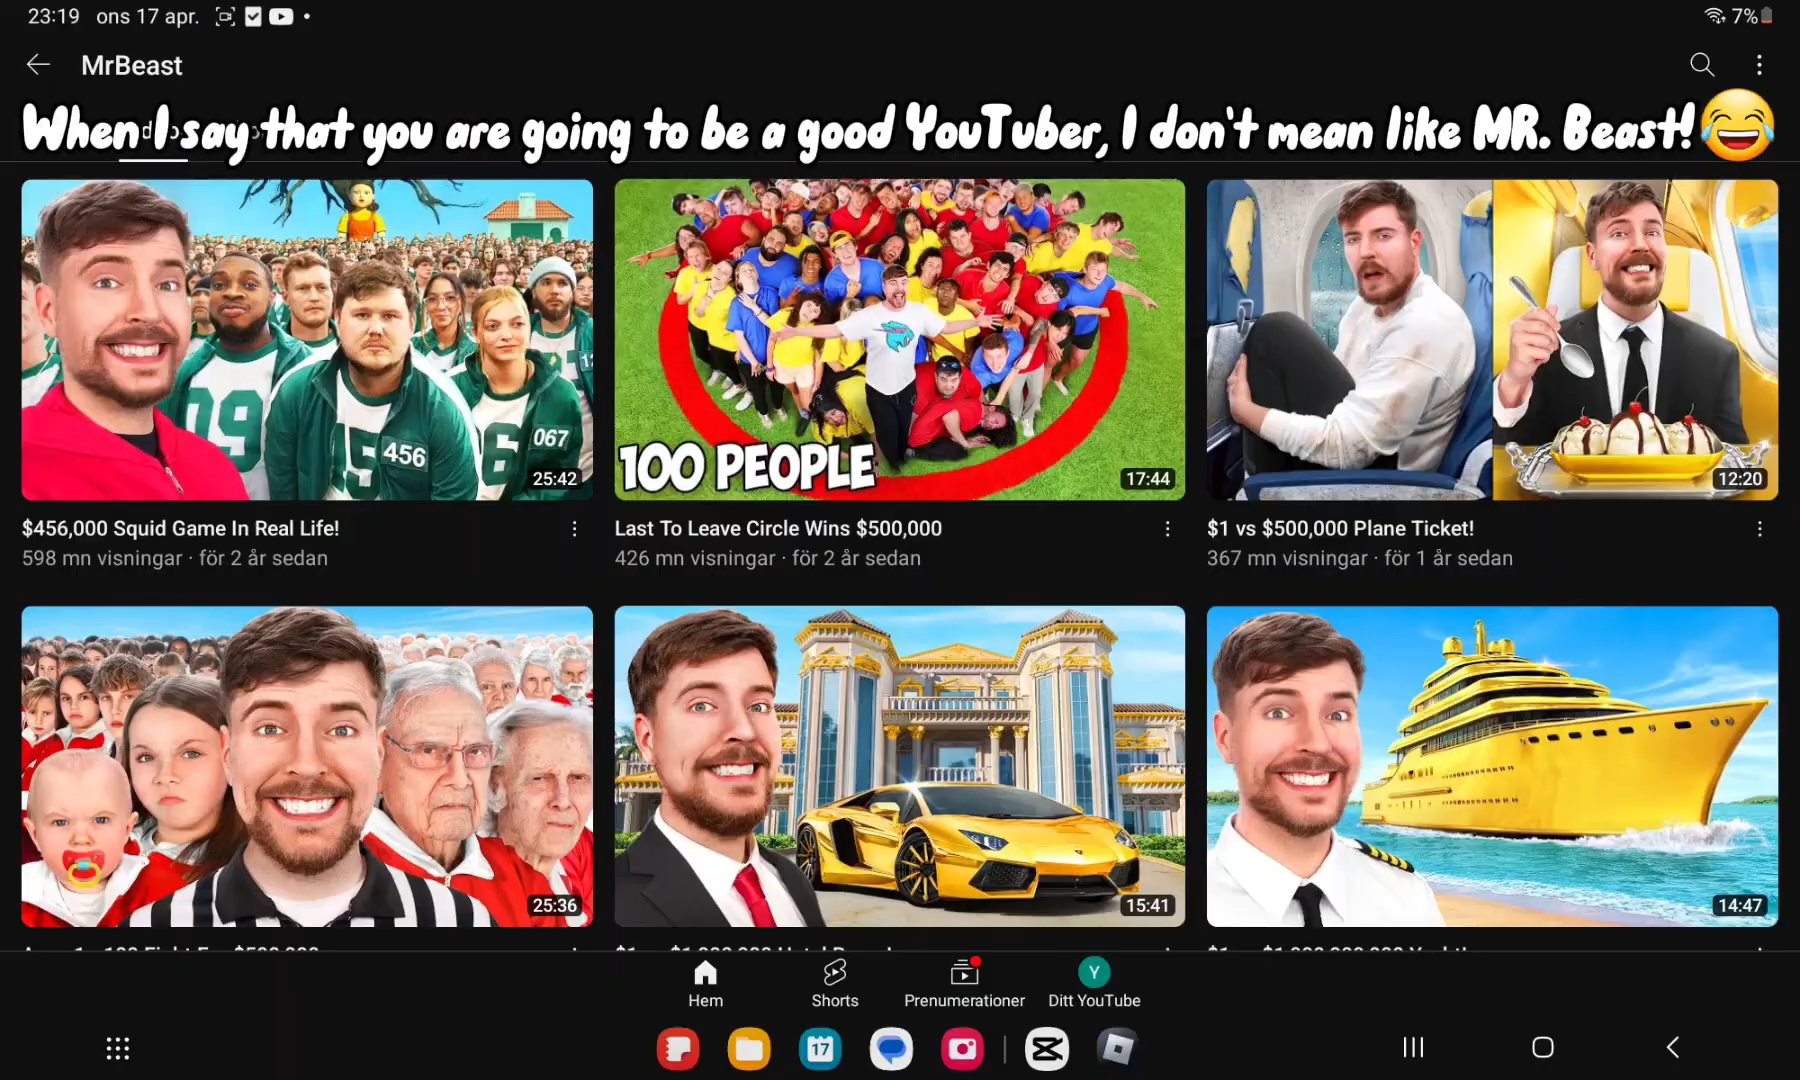 23:19 ons 17 apr.
7%
MrBeast
When I say that you are going to be a good YouTuber, I don't mean like MR. Beast!😂
09
456
067
25:42
100 PEOPLE
17:44
12:20
$456,000 Squid Game In Real Life!
598 mn visningar · för 2 år sedan
Last To Leave Circle Wins $500,000
426 mn visningar · för 2 år sedan
$1 vs $500,000 Plane Ticket!
367 mn visningar · för 1 år sedan
25:36
15:41
14:47
Hem
Shorts
Prenumerationer
Y
Ditt YouTube
17